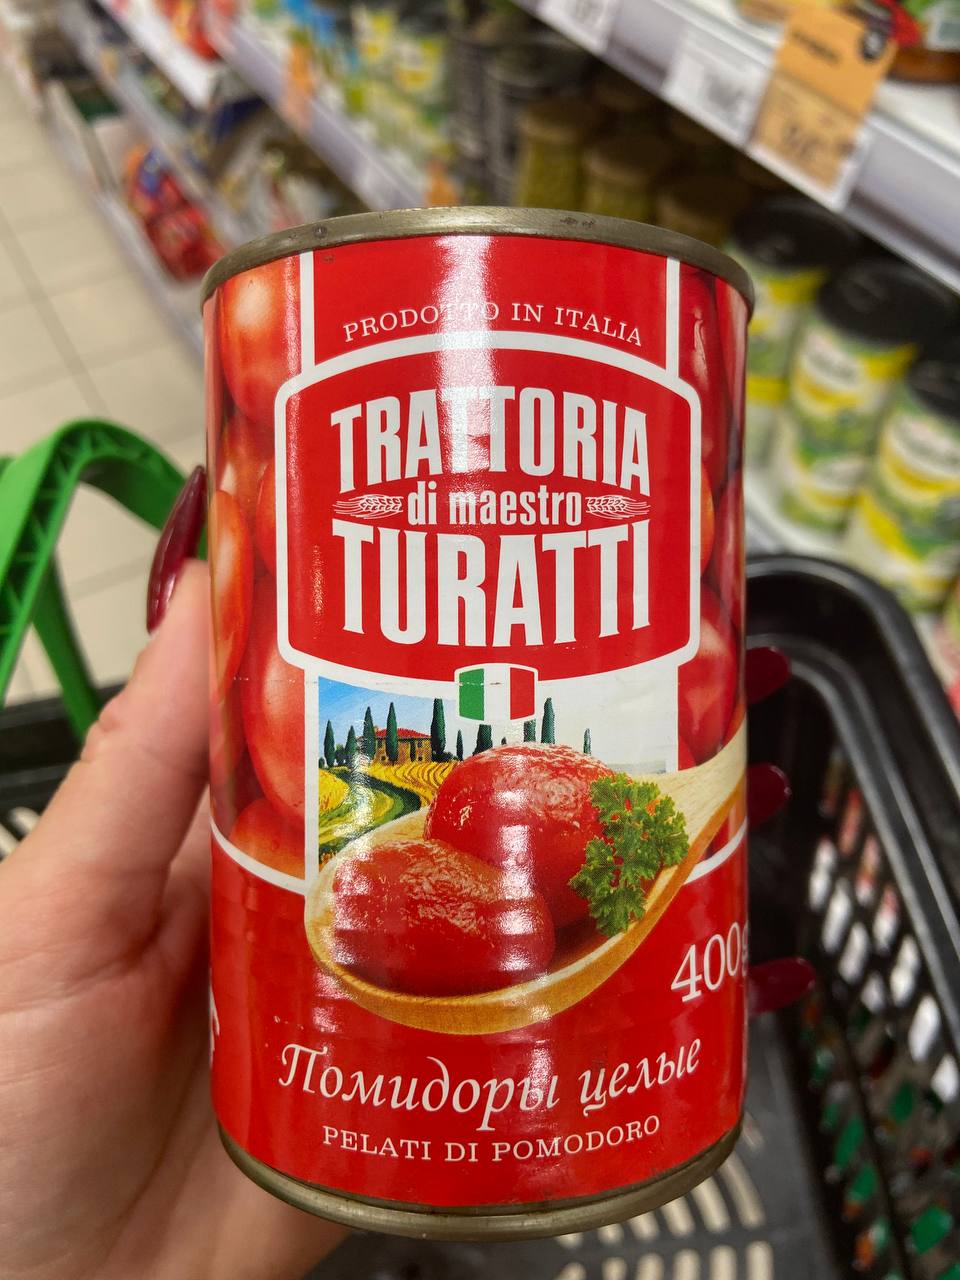 PRODOTTO IN ITALIA
TRATTORIA
di maestro
TURATTI
400g
Помидоры целые
PELATI DI POMODORO